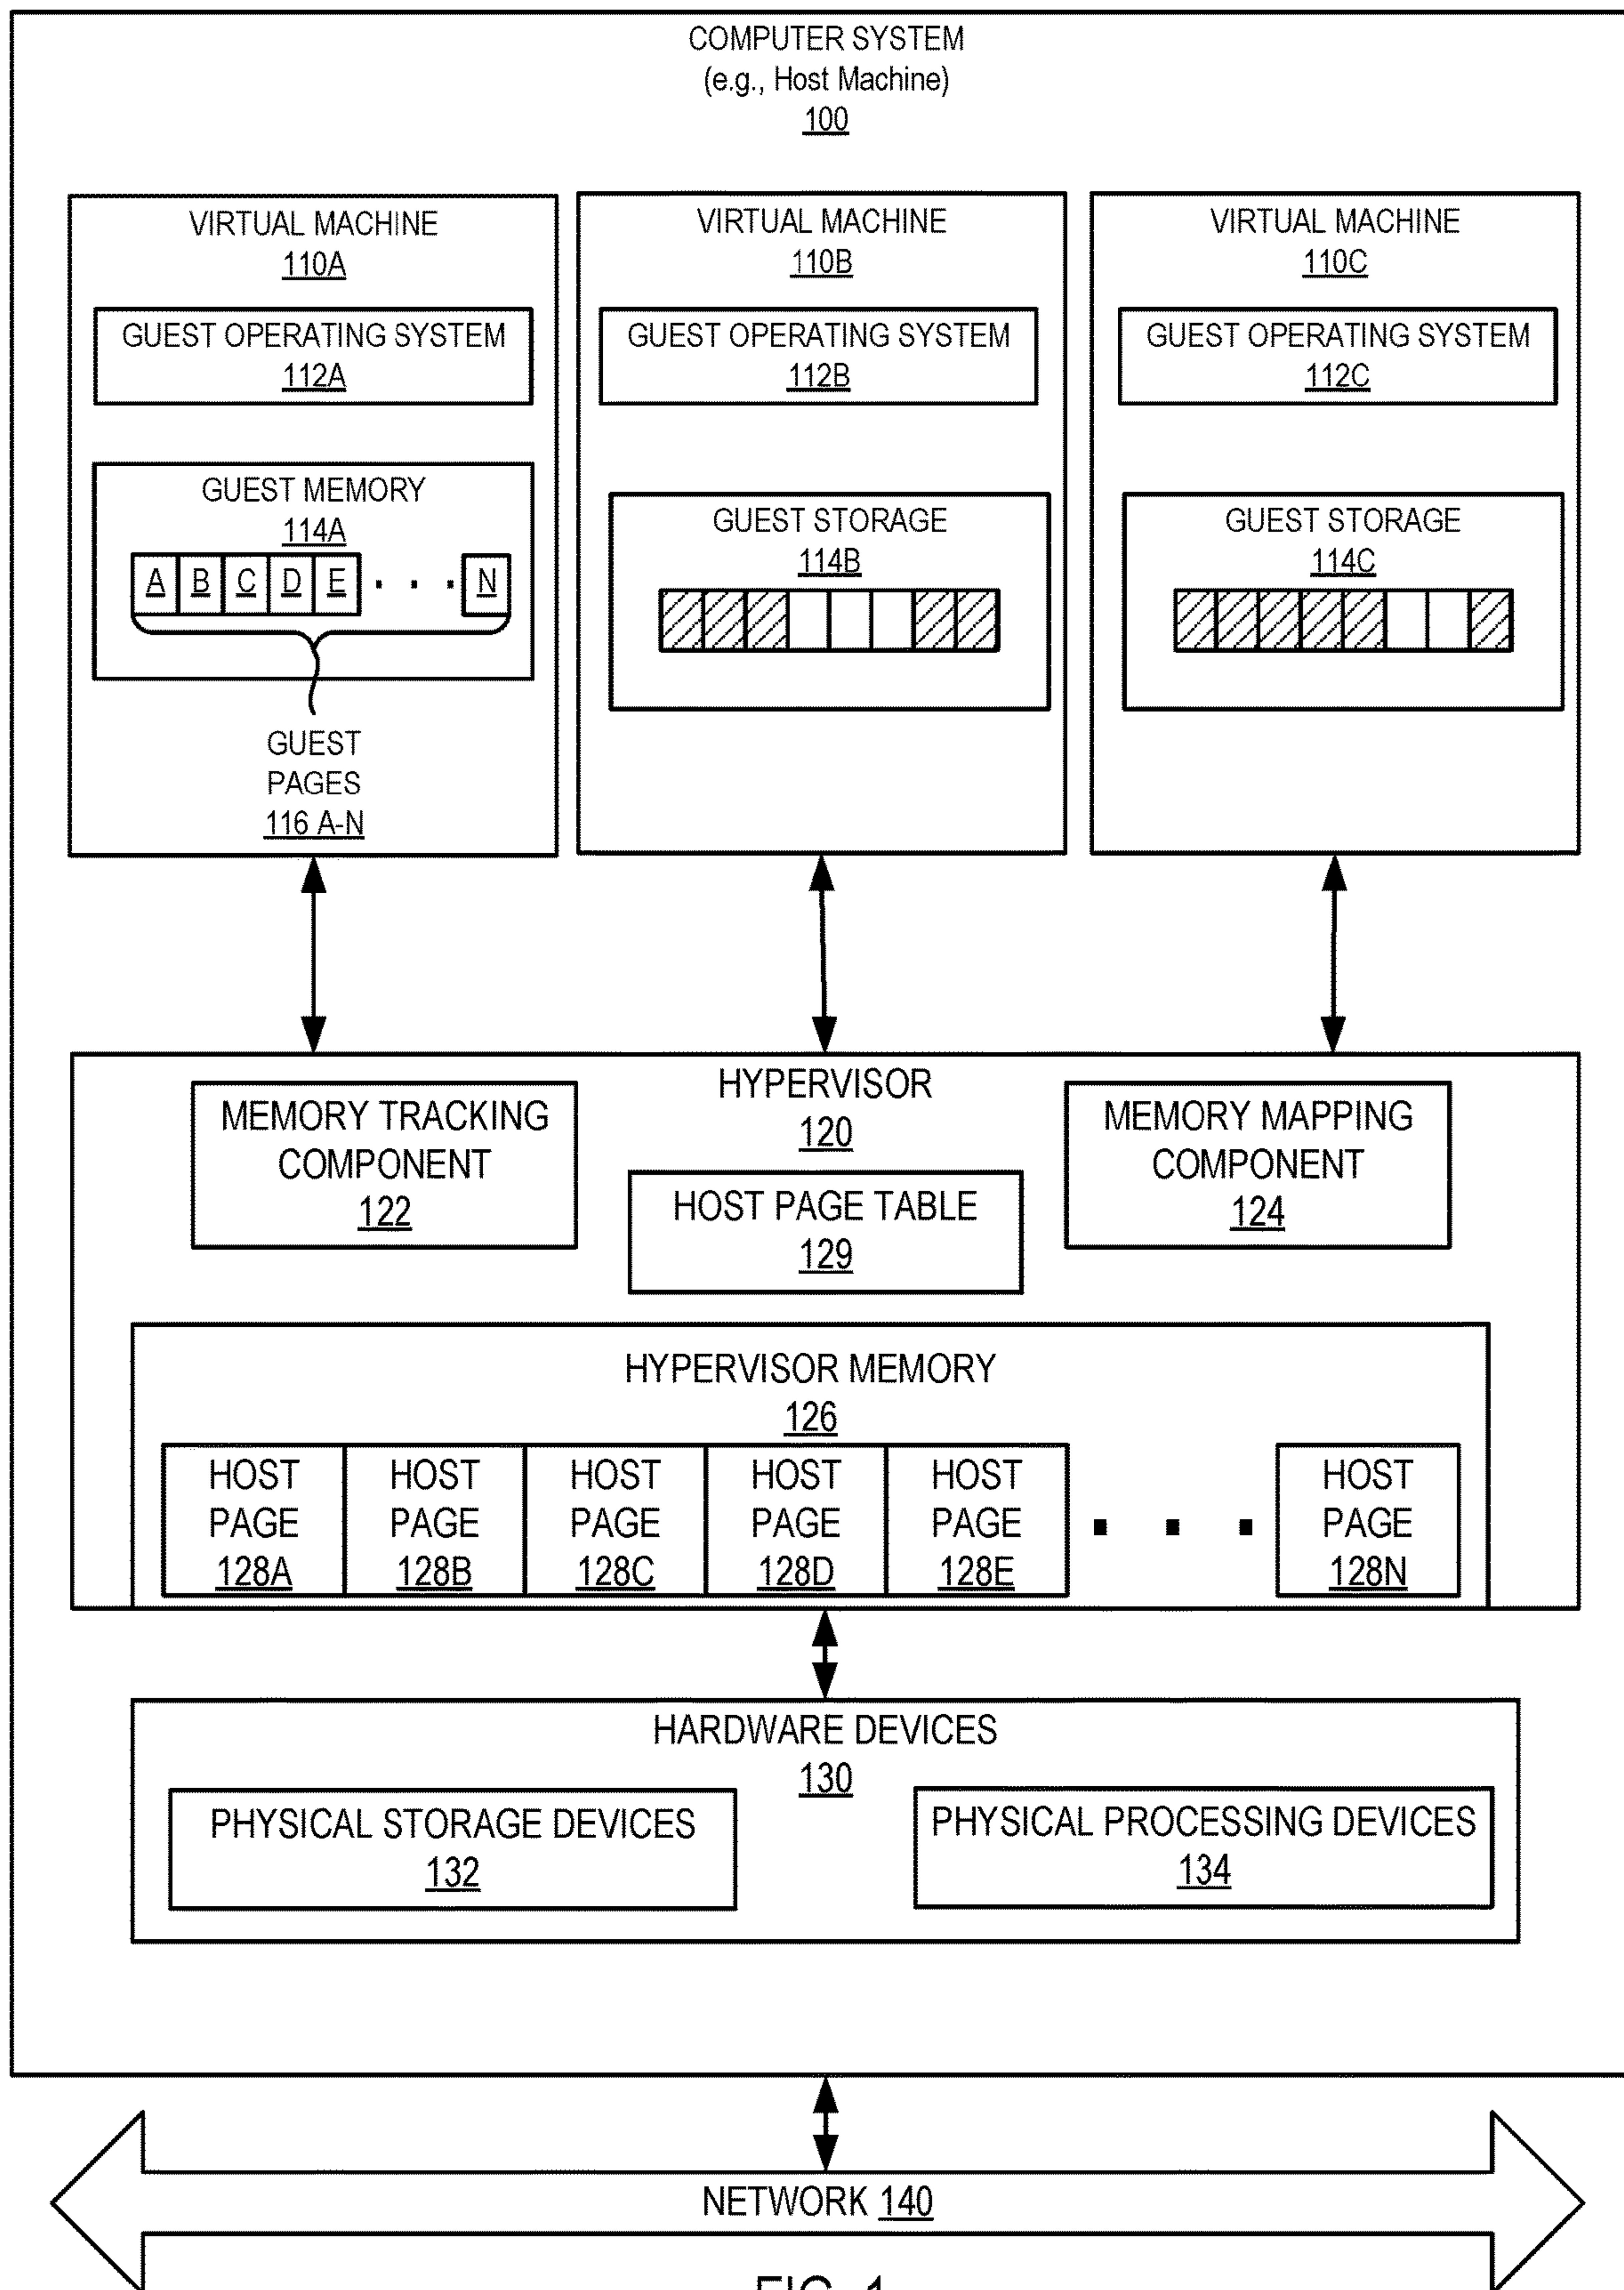 COMPUTER SYSTEM
(e.g., Host Machine)
100
VIRTUAL MACHINE
110A
GUEST OPERATING SYSTEM
112A
GUEST MEMORY
114A
A B C D E . . . N
GUEST
PAGES
116 A-N
VIRTUAL MACHINE
110B
GUEST OPERATING SYSTEM
112B
GUEST STORAGE
114B
VIRTUAL MACHINE
110C
GUEST OPERATING SYSTEM
112C
GUEST STORAGE
114C
HYPERVISOR
120
MEMORY TRACKING
COMPONENT
122
HOST PAGE TABLE
129
MEMORY MAPPING
COMPONENT
124
HYPERVISOR MEMORY
126
HOST
PAGE
128A
HOST
PAGE
128B
HOST
PAGE
128C
HOST
PAGE
128D
HOST
PAGE
128E
. . .
HOST
PAGE
128N
HARDWARE DEVICES
130
PHYSICAL STORAGE DEVICES
132
PHYSICAL PROCESSING DEVICES
134
NETWORK 140
FIG. 1